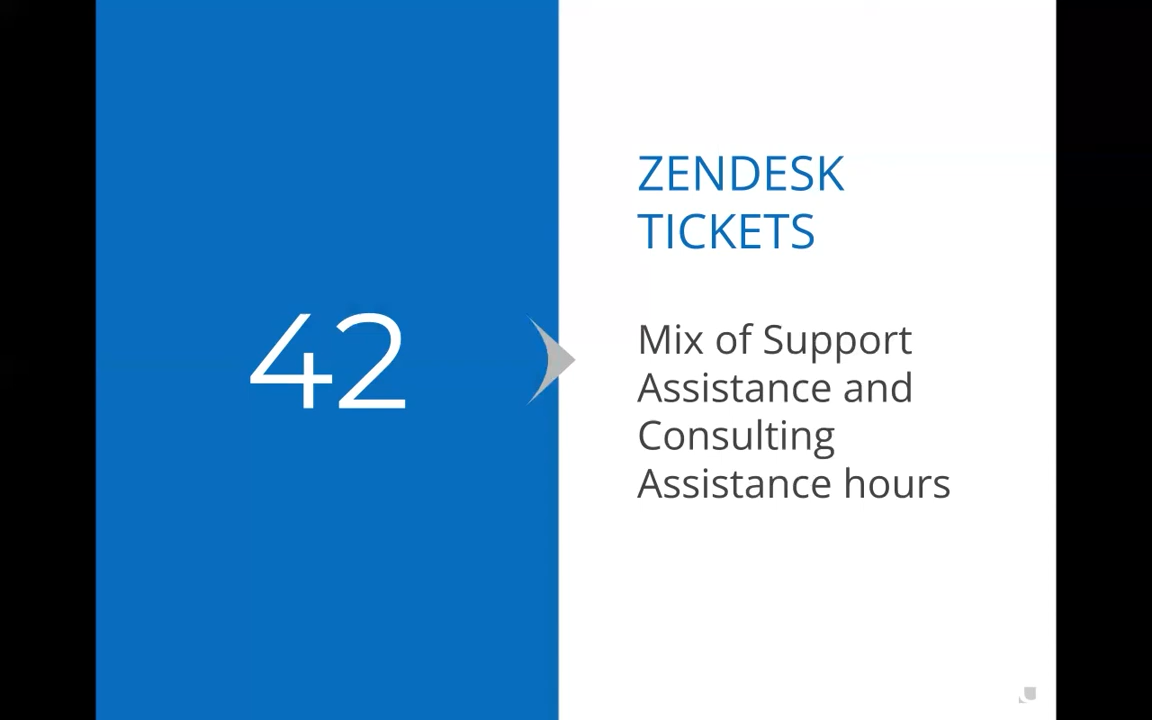 42
ZENDESK
TICKETS
Mix of Support
Assistance and
Consulting
Assistance hours